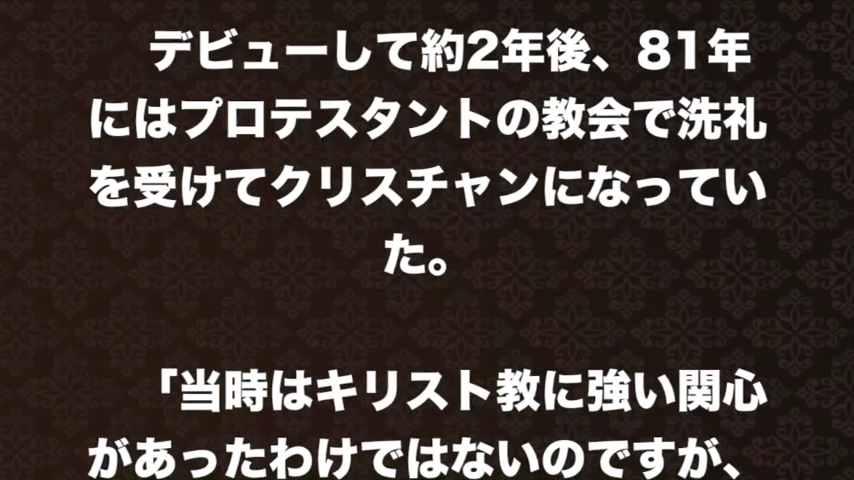 デビューして約2年後、81年
にはプロテスタントの教会で洗礼
を受けてクリスチャンになってい
た。
「当時はキリスト教に強い関心
があったわけではないのですが、